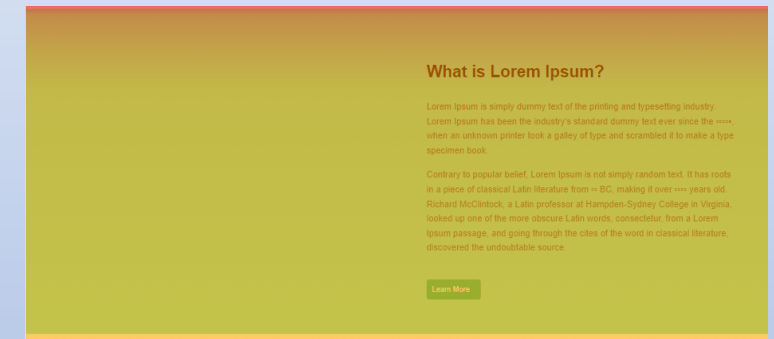 What is Lorem Ipsum?
Lorem Ipsum is simply dummy text of the printing and typesetting industry.
Lorem Ipsum has been the industry's standard dummy text ever since the
when an unknown printer took a galley of type and scrambled it to make a type
specimen book.
Contrary to popular belief, Lorem Ipsum is not simply random text. It has roots
in a piece of classical Latin literature from BC, making it over years old.
Richard McClintock, a Latin professor at Hampden-Sydney College in Virginia,
looked up one of the more obscure Latin words, consectetur, from a Lorem
Ipsum passage, and going through the cites of the word in classical literature,
discovered the undoubtable source.
Learn More